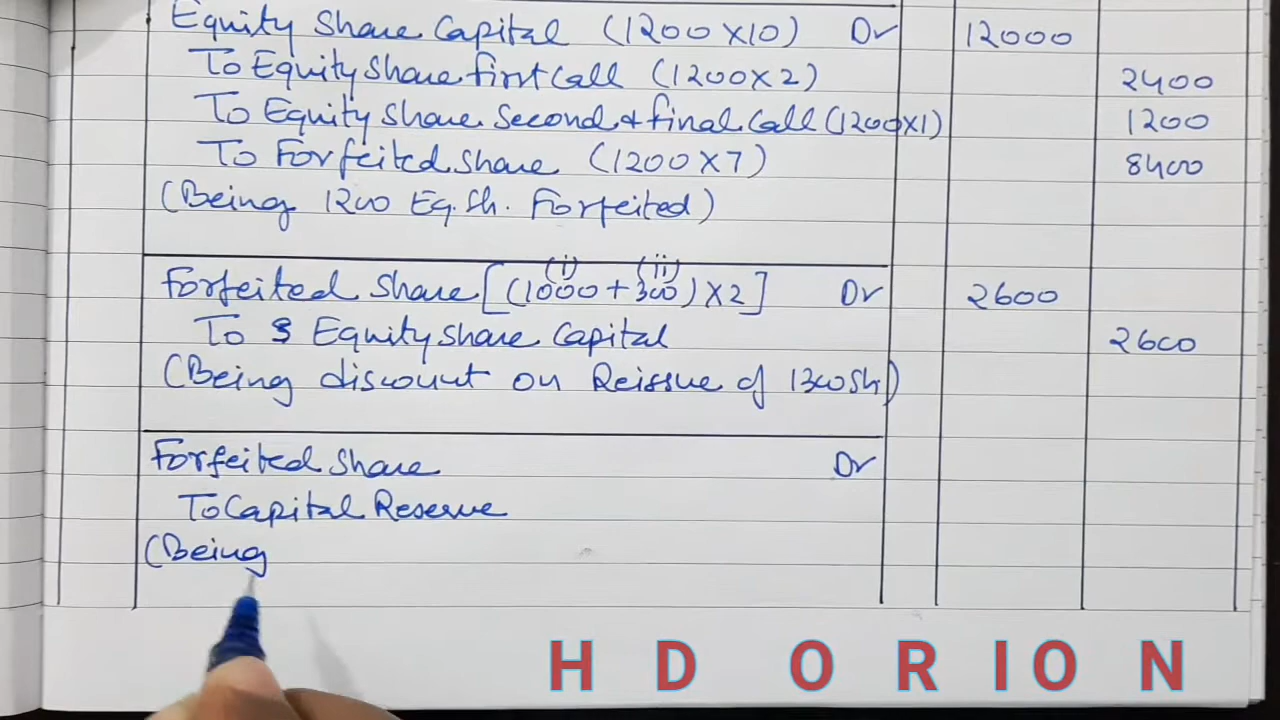 Equity Share Capital (1200X10) Dr 12000
To Equity Share first Call (1200X2) 2400
To Equity Share Second & final Call (1200X1) 1200
To Forfeited Share (1200X7) 8400
(Being 1200 Eq. Sh. Forfeited)
(i) (ii)
Forfeited Share [(1000 + 300) X2] Dr 2600
To Equity Share Capital 2600
(Being discount on Reissue of 1300 Sh)
Forfeited Share Dr
To Capital Reserve
(Being
H D O R I O N